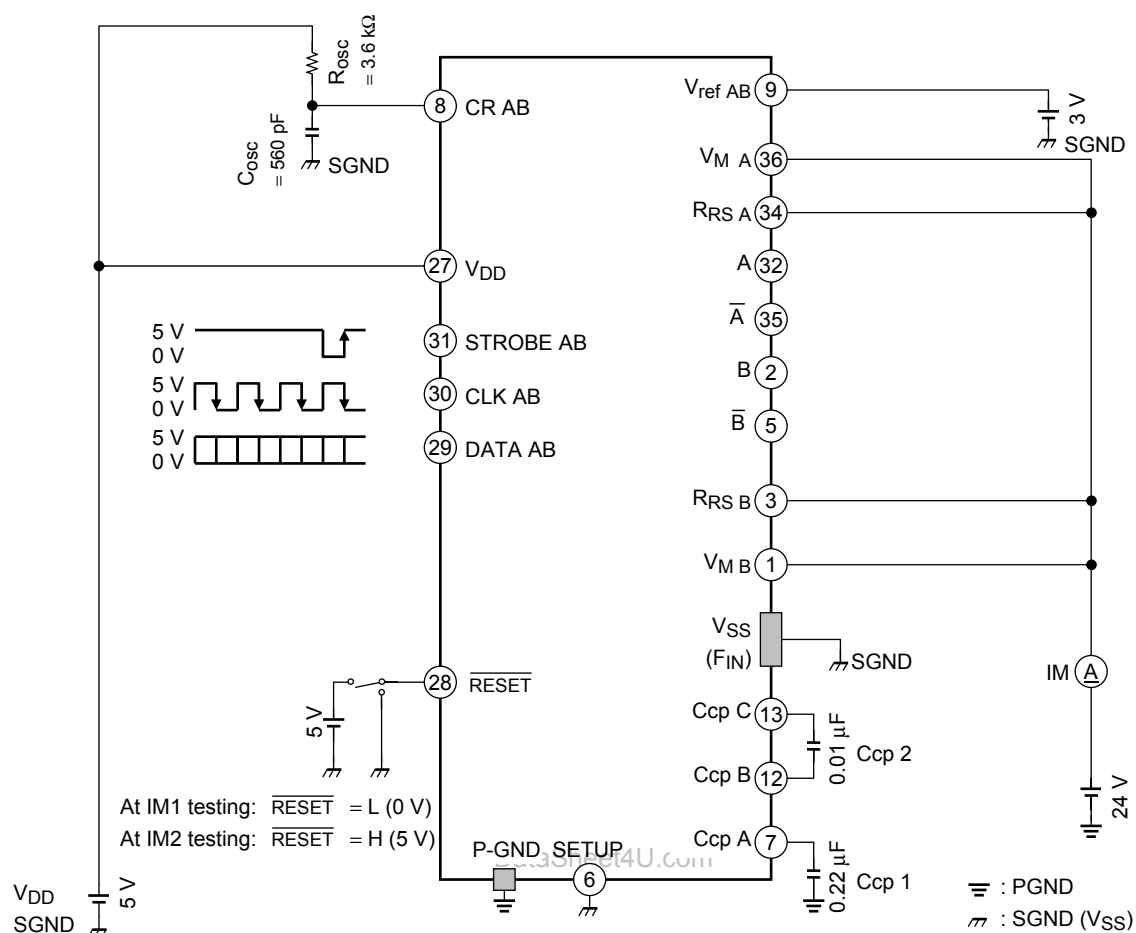 Rosc
= 3.6 kΩ
Cosc
= 560 pF
SGND
8 CR AB
27 VDD
5 V
0 V
31 STROBE AB
5 V
0 V
30 CLK AB
5 V
0 V
29 DATA AB
5 V
28 RESET
At IM1 testing: RESET = L (0 V)
At IM2 testing: RESET = H (5 V)
VDD
5 V
SGND
P-GND
SETUP
6
DataSheet4U.com
Vref AB 9
3 V
SGND
VM A 36
RRS A 34
A 32
A 35
B 2
B 5
RRS B 3
VM B 1
VSS
(FIN)
SGND
IM A
24 V
Ccp C 13
0.01 μF
Ccp 2
Ccp B 12
Ccp A 7
0.22 μF
Ccp 1
: PGND
: SGND (VSS)